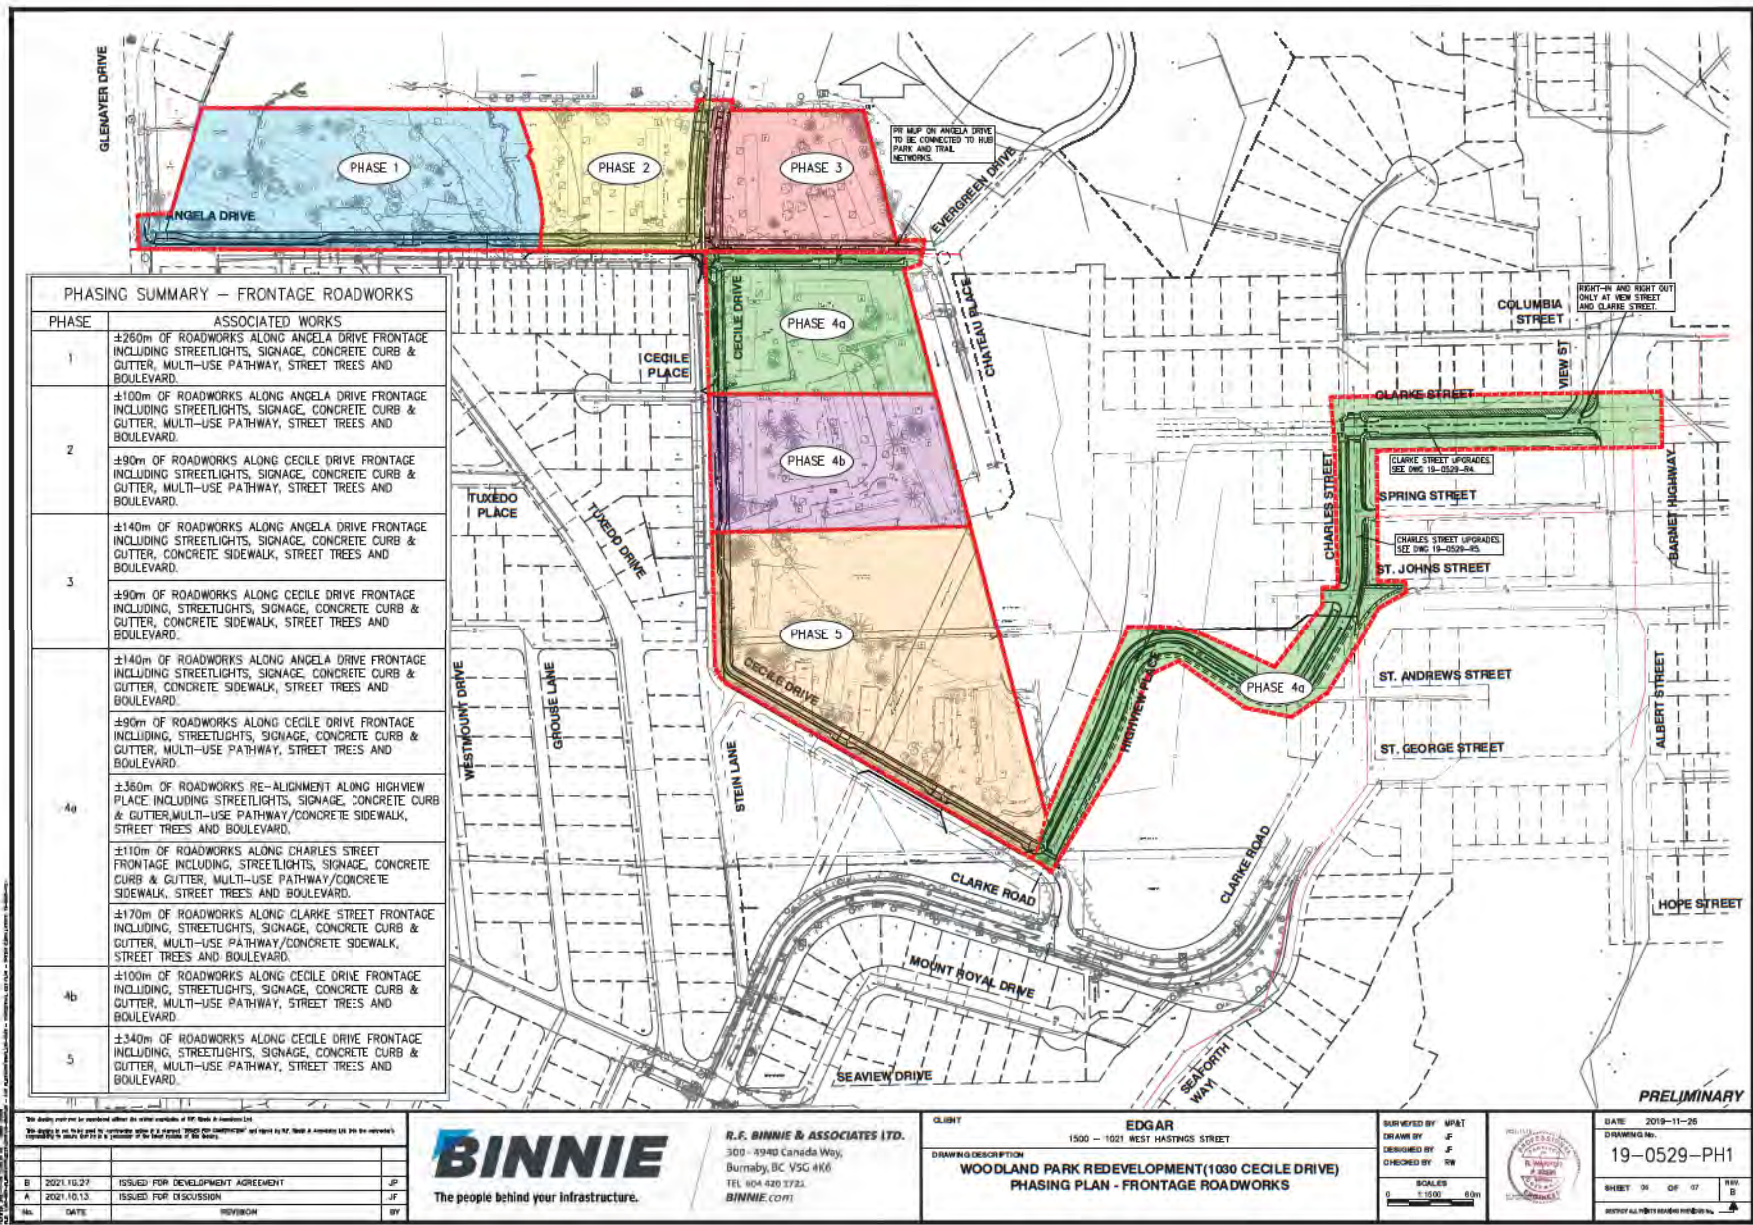 GLENAYER DRIVE
PHASE 1
PHASE 2
PHASE 3
PR MUP ON ANGELA DRIVE
TO BE CONNECTED TO HUB
PARK AND TRAIL
NETWORKS.
EVERGREEN DRIVE
ANGELA DRIVE
PHASING SUMMARY – FRONTAGE ROADWORKS
PHASE
ASSOCIATED WORKS
1
±260m OF ROADWORKS ALONG ANGELA DRIVE FRONTAGE
INCLUDING STREETLIGHTS, SIGNAGE, CONCRETE CURB &
GUTTER, MULTI-USE PATHWAY, STREET TREES AND
BOULEVARD.
2
±100m OF ROADWORKS ALONG ANGELA DRIVE FRONTAGE
INCLUDING STREETLIGHTS, SIGNAGE, CONCRETE CURB &
GUTTER, MULTI-USE PATHWAY, STREET TREES AND
BOULEVARD.
±90m OF ROADWORKS ALONG CECILE DRIVE FRONTAGE
INCLUDING STREETLIGHTS, SIGNAGE, CONCRETE CURB &
GUTTER, MULTI-USE PATHWAY, STREET TREES AND
BOULEVARD.
3
±140m OF ROADWORKS ALONG ANGELA DRIVE FRONTAGE
INCLUDING STREETLIGHTS, SIGNAGE, CONCRETE CURB &
GUTTER, CONCRETE SIDEWALK, STREET TREES AND
BOULEVARD.
±90m OF ROADWORKS ALONG CECILE DRIVE FRONTAGE
INCLUDING, STREETLIGHTS, SIGNAGE, CONCRETE CURB &
GUTTER, CONCRETE SIDEWALK, STREET TREES AND
BOULEVARD.
4a
±140m OF ROADWORKS ALONG ANGELA DRIVE FRONTAGE
INCLUDING STREETLIGHTS, SIGNAGE, CONCRETE CURB &
GUTTER, CONCRETE SIDEWALK, STREET TREES AND
BOULEVARD.
±90m OF ROADWORKS ALONG CECILE DRIVE FRONTAGE
INCLUDING, STREETLIGHTS, SIGNAGE, CONCRETE CURB &
GUTTER, MULTI-USE PATHWAY, STREET TREES AND
BOULEVARD.
±360m OF ROADWORKS RE-ALIGNMENT ALONG HIGHVIEW
PLACE INCLUDING STREETLIGHTS, SIGNAGE, CONCRETE CURB
& GUTTER,MULTI-USE PATHWAY/CONCRETE SIDEWALK,
STREET TREES AND BOULEVARD.
±110m OF ROADWORKS ALONG CHARLES STREET
FRONTAGE INCLUDING, STREETLIGHTS, SIGNAGE, CONCRETE
CURB & GUTTER, MULTI-USE PATHWAY/CONCRETE
SIDEWALK, STREET TREES AND BOULEVARD.
±170m OF ROADWORKS ALONG CLARKE STREET FRONTAGE
INCLUDING, STREETLIGHTS, SIGNAGE, CONCRETE CURB &
GUTTER, MULTI-USE PATHWAY/CONCRETE SIDEWALK,
STREET TREES AND BOULEVARD.
4b
±100m OF ROADWORKS ALONG CECILE DRIVE FRONTAGE
INCLUDING, STREETLIGHTS, SIGNAGE, CONCRETE CURB &
GUTTER, MULTI-USE PATHWAY, STREET TREES AND
BOULEVARD.
5
±340m OF ROADWORKS ALONG CECILE DRIVE FRONTAGE
INCLUDING, STREETLIGHTS, SIGNAGE, CONCRETE CURB &
GUTTER, MULTI-USE PATHWAY, STREET TREES AND
BOULEVARD.
CECILE DRIVE
PHASE 4a
CHATEAU PLACE
CECILE
PLACE
PHASE 4b
TUXEDO
PLACE
TUXEDO DRIVE
PHASE 5
CECILE DRIVE
WESTMOUNT DRIVE
GROUSE LANE
STEIN LANE
COLUMBIA
STREET
RIGHT-IN AND RIGHT OUT
ONLY AT VIEW STREET
AND CLARKE STREET.
VIEW ST
CLARKE STREET
CLARKE STREET UPGRADES.
SEE DWG 19-0529-R4.
CHARLES STREET
SPRING STREET
BARNET HIGHWAY
CHARLES STREET UPGRADES.
SEE DWG 19-0529-R5.
ST. JOHNS STREET
HIGHVIEW PLACE
PHASE 4a
ST. ANDREWS STREET
ST. GEORGE STREET
ALBERT STREET
CLARKE ROAD
CLARKE ROAD
HOPE STREET
MOUNT ROYAL DRIVE
SEAVIEW DRIVE
SEAFORTH
WAY
PRELIMINARY
B 2021.10.27 ISSUED FOR DEVELOPMENT AGREEMENT JP
A 2021.10.13 ISSUED FOR DISCUSSION JF
No. DATE REVISION BY
BINNIE
The people behind your infrastructure.
R.F. BINNIE & ASSOCIATES LTD.
300 - 4940 Canada Way,
Burnaby, BC V5G 4K6
TEL 604 420 1721
BINNIE.com
CLIENT
EDGAR
1500 – 1021 WEST HASTINGS STREET
DRAWING DESCRIPTION
WOODLAND PARK REDEVELOPMENT(1030 CECILE DRIVE)
PHASING PLAN - FRONTAGE ROADWORKS
SURVEYED BY MP&T
DRAWN BY JF
DESIGNED BY JF
CHECKED BY RW
SCALES
0 1:1500 60m
DATE 2019-11-26
DRAWING No.
19-0529-PH1
SHEET 06 OF 07
REV.
B